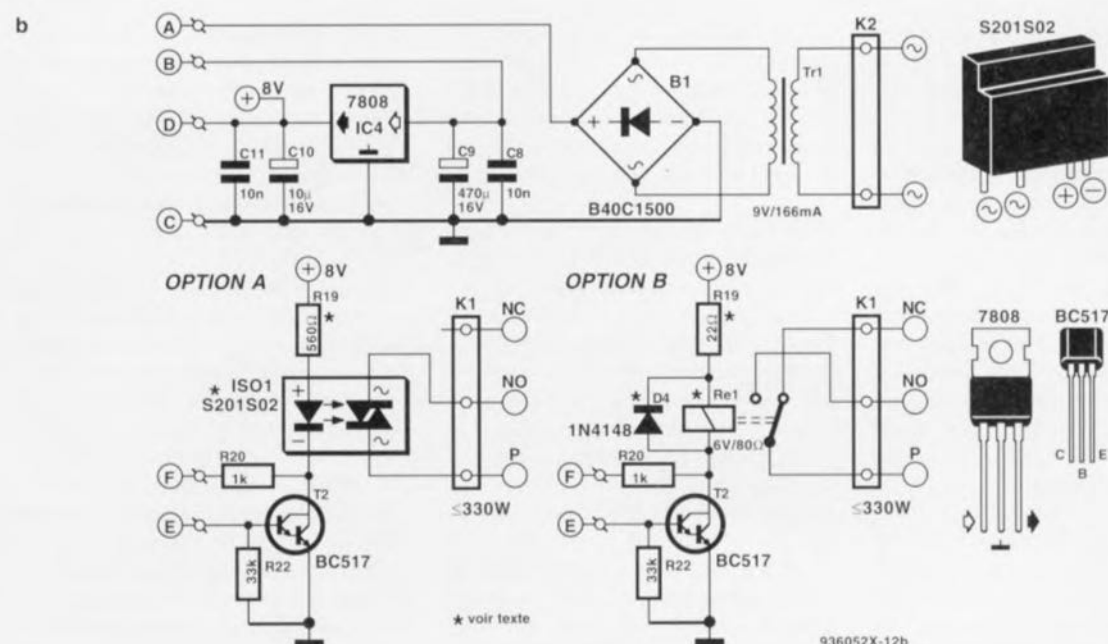 b
A
B
D
C
8V
7808
IC4
C11
10n
C10
10µ
16V
C9
470µ
16V
C8
10n
B1
B40C1500
Tr1
9V/166mA
K2
S201S02
+ −
OPTION A
8V
R19
560Ω
*
* ISO1
S201S02
+
−
R20
1k
F
E
T2
BC517
R22
33k
K1
NC
NO
P
≤330W
* voir texte
OPTION B
8V
R19
22Ω
*
* D4
1N4148
* Re1
6V/80Ω
R20
1k
F
E
T2
BC517
R22
33k
K1
NC
NO
P
≤330W
7808
BC517
C
B
E
936052X-12b